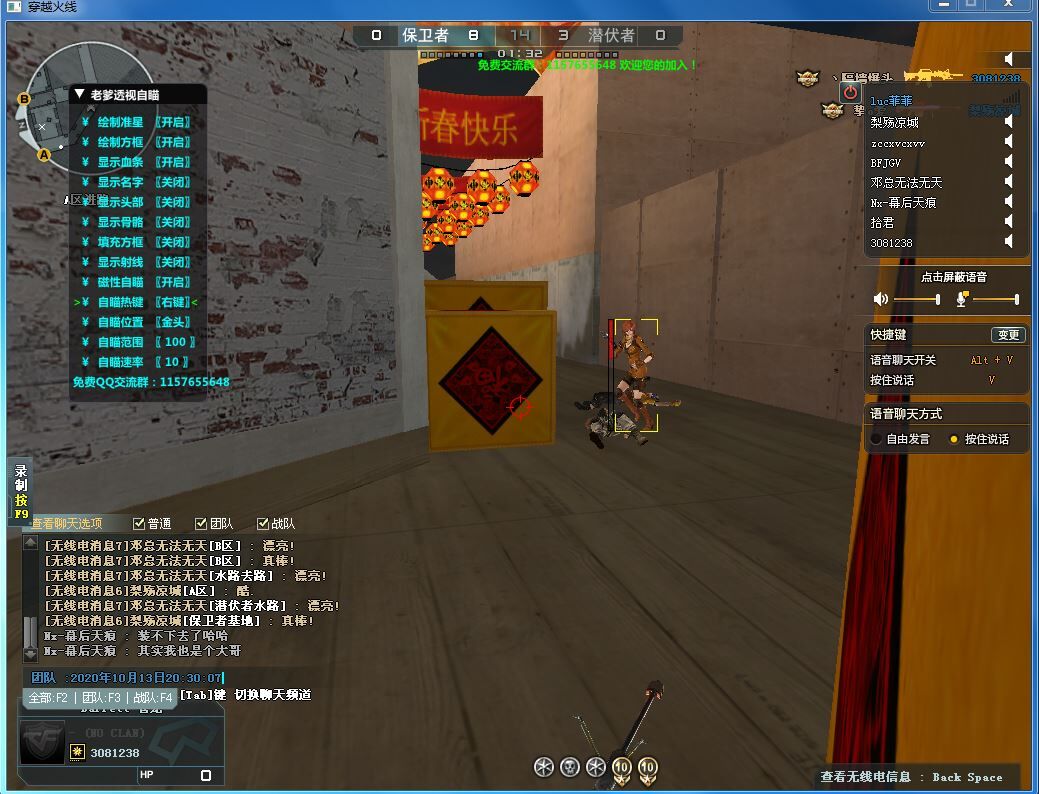 穿越火线
0 保卫者 8 14 3 潜伏者 0
01:32
免费交流群：1157655648 欢迎您的加入！
新春快乐
B
A
隔墙爆头
3081238
▼ 老爹透视自瞄
¥ 绘制准星 〖开启〗
¥ 绘制方框 〖开启〗
¥ 显示血条 〖开启〗
¥ 显示名字 〖关闭〗
¥ 显示头部 〖关闭〗
¥ 显示骨骼 〖关闭〗
¥ 填充方框 〖关闭〗
¥ 显示射线 〖关闭〗
¥ 磁性自瞄 〖开启〗
>¥ 自瞄热键 〖右键〗<
¥ 自瞄位置 〖金头〗
¥ 自瞄范围 〖 100 〗
¥ 自瞄速率 〖 10 〗
免费QQ交流群：1157655648
luc菲菲
梨殇凉城
zccxvcxvv
BFJGV
邓总无法无天
Nx-幕后天痕
拾君
3081238
点击屏蔽语音
快捷键 变更
语音聊天开关 Alt + V
按住说话 V
语音聊天方式
自由发言 按住说话
录制按F9
查看聊天选项 普通 团队 战队
[无线电消息7]邓总无法无天[B区] : 漂亮!
[无线电消息7]邓总无法无天[B区] : 真棒!
[无线电消息7]邓总无法无天[水路去路] : 漂亮!
[无线电消息6]梨殇凉城[A区] : 酷.
[无线电消息7]邓总无法无天[潜伏者水路] : 漂亮!
[无线电消息6]梨殇凉城[保卫者基地] : 真棒!
Nx-幕后天痕 : 装不下去了哈哈
Nx-幕后天痕 : 其实我也是个大哥
团队 :2020年10月13日20:30:07
全部:F2 | 团队:F3 | 战队:F4 [Tab]键 切换聊天频道
- (NO CLAN)
3081238
HP 0
10 10
查看无线电信息 : Back Space